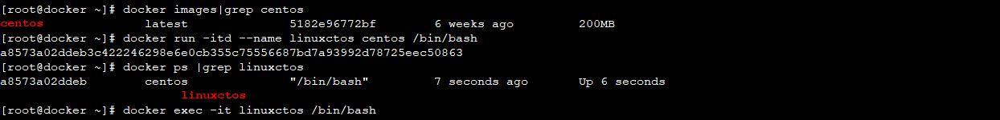 [root@docker ~]# docker images|grep centos
centos latest 5182e96772bf 6 weeks ago 200MB
[root@docker ~]# docker run -itd --name linuxctos centos /bin/bash
a8573a02ddeb3c422246298e6e0cb355c75556687bd7a93992d78725eec50863
[root@docker ~]# docker ps |grep linuxctos
a8573a02ddeb centos "/bin/bash" 7 seconds ago Up 6 seconds
linuxctos
[root@docker ~]# docker exec -it linuxctos /bin/bash